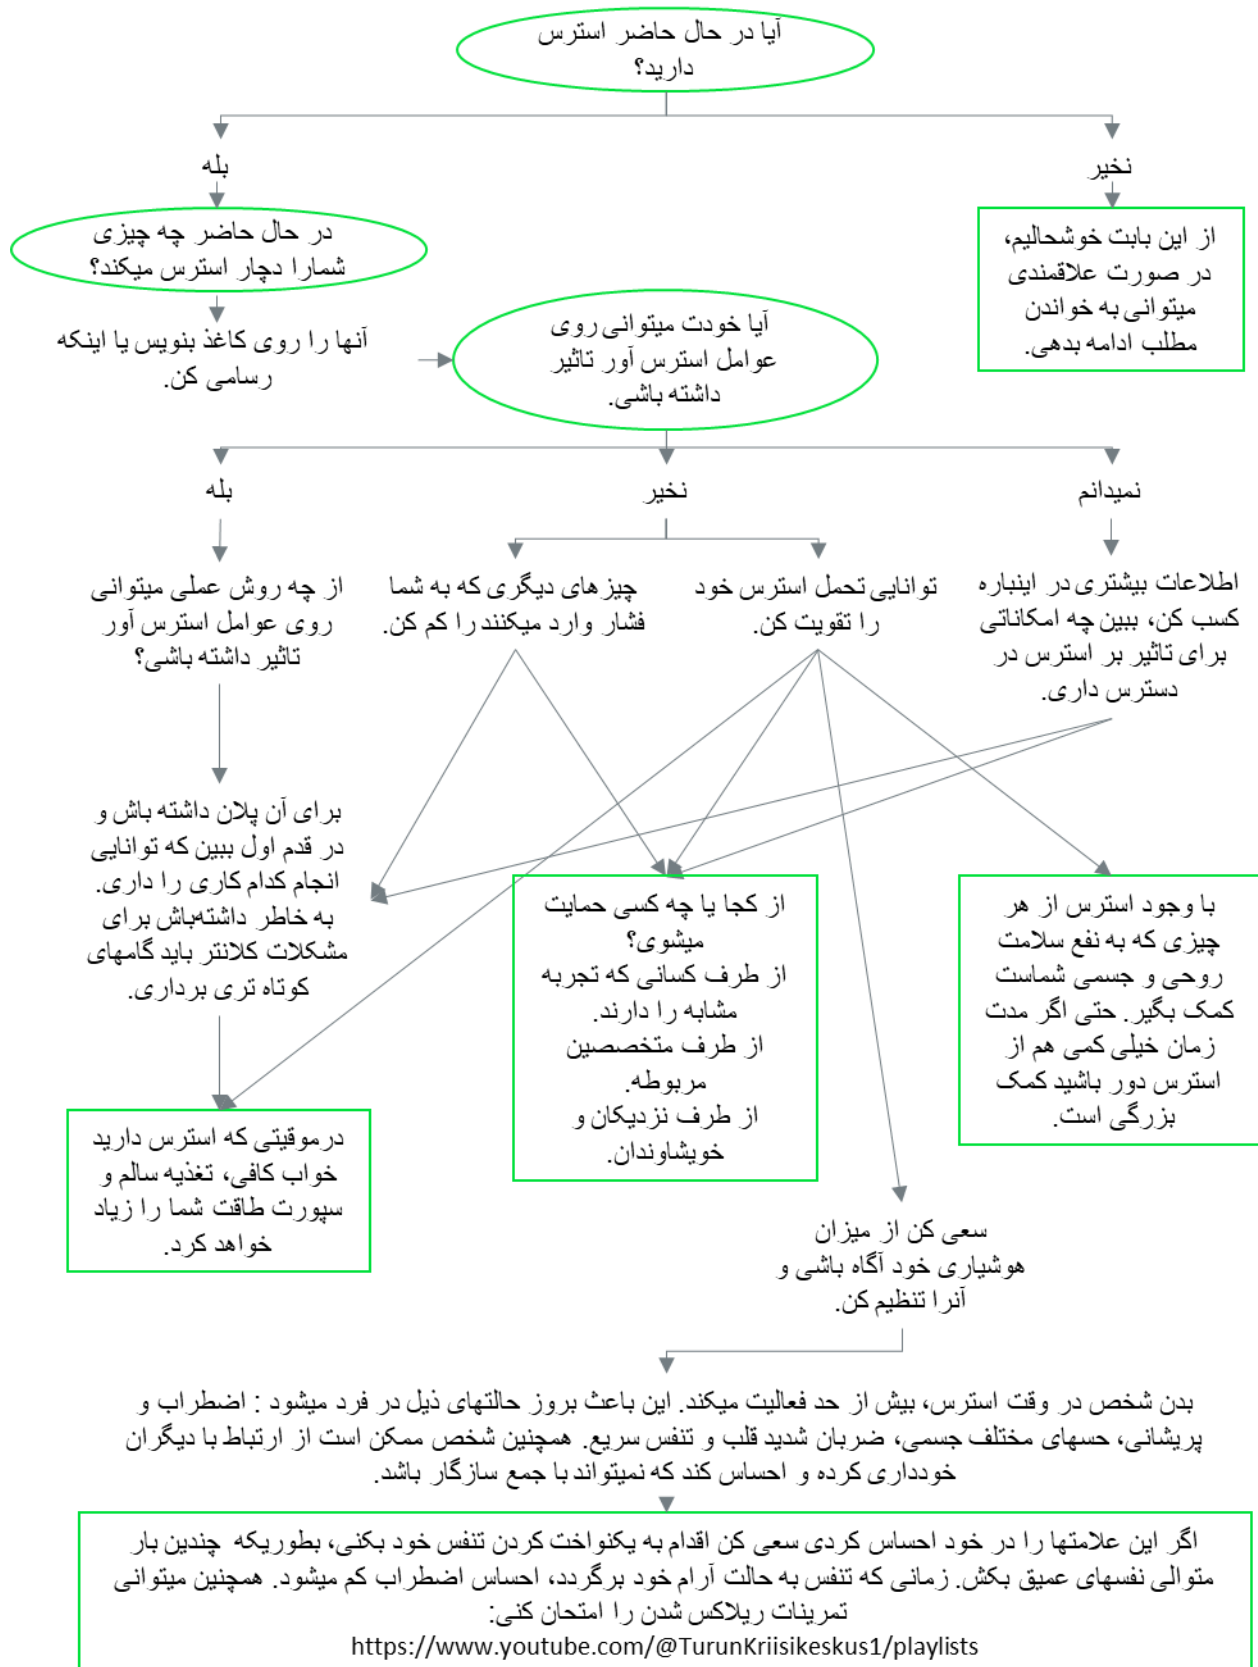 آیا در حال حاضر استرس
دارید؟
بله
نخیر
در حال حاضر چه چیزی
شمارا دچار استرس میکند؟
از این بابت خوشحالیم،
در صورت علاقمندی
میتوانی به خواندن
مطلب ادامه بدهی.
آنها را روی کاغذ بنویس یا اینکه
رسامی کن.
آیا خودت میتوانی روی
عوامل استرس آور تاثیر
داشته باشی.
بله
نخیر
نمیدانم
از چه روش عملی میتوانی
روی عوامل استرس آور
تاثیر داشته باشی؟
چیزهای دیگری که به شما
فشار وارد میکنند را کم کن.
توانایی تحمل استرس خود
را تقویت کن.
اطلاعات بیشتری در اینباره
کسب کن، ببین چه امکاناتی
برای تاثیر بر استرس در
دسترس داری.
برای آن پلان داشته باش و
در قدم اول ببین که توانایی
انجام کدام کاری را داری.
به خاطر داشته‌باش برای
مشکلات کلانتر باید گامهای
کوتاه تری برداری.
از کجا یا چه کسی حمایت
میشوی؟
از طرف کسانی که تجربه
مشابه را دارند.
از طرف متخصصین
مربوطه.
از طرف نزدیکان و
خویشاوندان.
با وجود استرس از هر
چیزی که به نفع سلامت
روحی و جسمی شماست
کمک بگیر. حتی اگر مدت
زمان خیلی کمی هم از
استرس دور باشید کمک
بزرگی است.
درموقیتی که استرس دارید
خواب کافی، تغذیه سالم و
سپورت طاقت شما را زیاد
خواهد کرد.
سعی کن از میزان
هوشیاری خود آگاه باشی و
آنرا تنظیم کن.
بدن شخص در وقت استرس، بیش از حد فعالیت میکند. این باعث بروز حالتهای ذیل در فرد میشود : اضطراب و
پریشانی، حسهای مختلف جسمی، ضربان شدید قلب و تنفس سریع. همچنین شخص ممکن است از ارتباط با دیگران
خودداری کرده و احساس کند که نمیتواند با جمع سازگار باشد.
اگر این علامتها را در خود احساس کردی سعی کن اقدام به یکنواخت کردن تنفس خود بکنی، بطوریکه چندین بار
متوالی نفسهای عمیق بکش. زمانی که تنفس به حالت آرام خود برگردد، احساس اضطراب کم میشود. همچنین میتوانی
تمرینات ریلاکس شدن را امتحان کنی:
https://www.youtube.com/@TurunKriisikeskus1/playlists